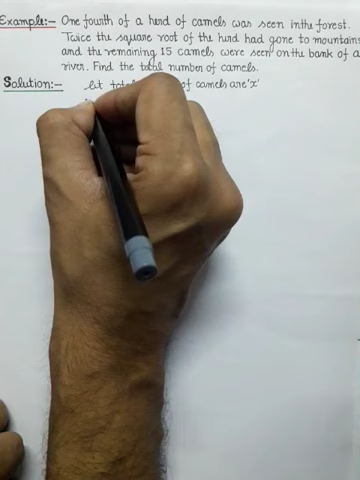 Example:- One fourth of a herd of camels was seen in the forest.
Twice the square root of the herd had gone to mountains
and the remaining 15 camels were seen on the bank of a
river. Find the total number of camels.
Solution:- let of camels are 'x'